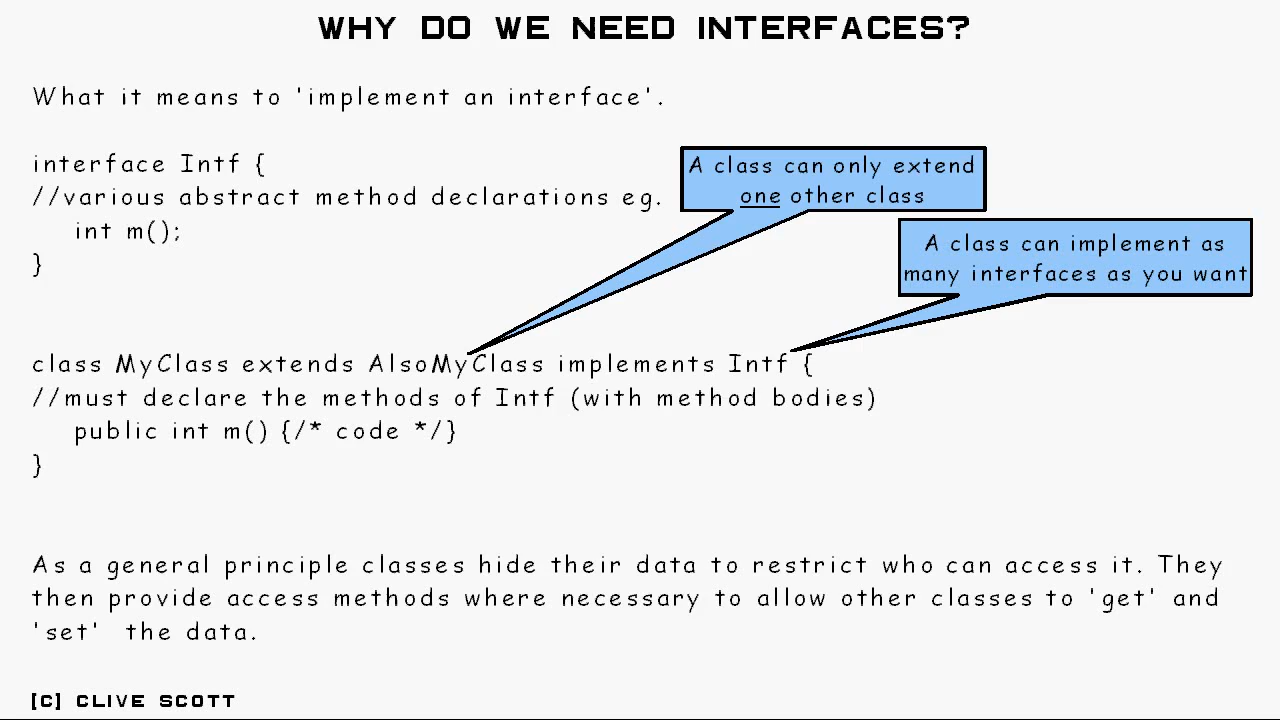 WHY DO WE NEED INTERFACES?
What it means to 'implement an interface'.
interface Intf {
//various abstract method declarations eg.
int m();
}
A class can only extend
one other class
A class can implement as
many interfaces as you want
class MyClass extends AlsoMyClass implements Intf {
//must declare the methods of Intf (with method bodies)
public int m() {/* code */}
}
As a general principle classes hide their data to restrict who can access it. They
then provide access methods where necessary to allow other classes to 'get' and
'set' the data.
[C] CLIVE SCOTT